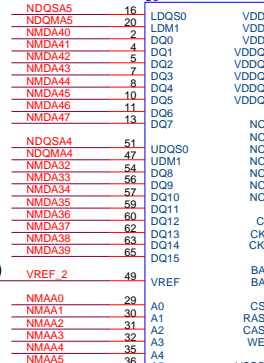 NDQSA5 16 LDQS0 VDD
NDQMA5 20 LDM1 VDD
NMDA40 2 DQ0 VDD
NMDA41 4 DQ1 VDDQ
NMDA42 5 DQ2 VDDQ
NMDA43 7 DQ3 VDDQ
NMDA44 8 DQ4 VDDQ
NMDA45 10 DQ5 VDDQ
NMDA46 11 DQ6
NMDA47 13 DQ7 NC
NC
NDQSA4 51 UDQS0 NC
NDQMA4 47 UDM1 NC
NMDA32 54 DQ8 NC
NMDA33 56 DQ9 NC
NMDA34 57 DQ10 NC
NMDA35 59 DQ11
NMDA36 60 DQ12 C
NMDA37 62 DQ13 CK
NMDA38 63 DQ14 CK
NMDA39 65 DQ15
BA
VREF_2 49 VREF BA
NMAA0 29 A0 CS
NMAA1 30 A1 RAS
NMAA2 31 A2 CAS
NMAA3 32 A3 WE
NMAA4 35 A4
NMAA5 36